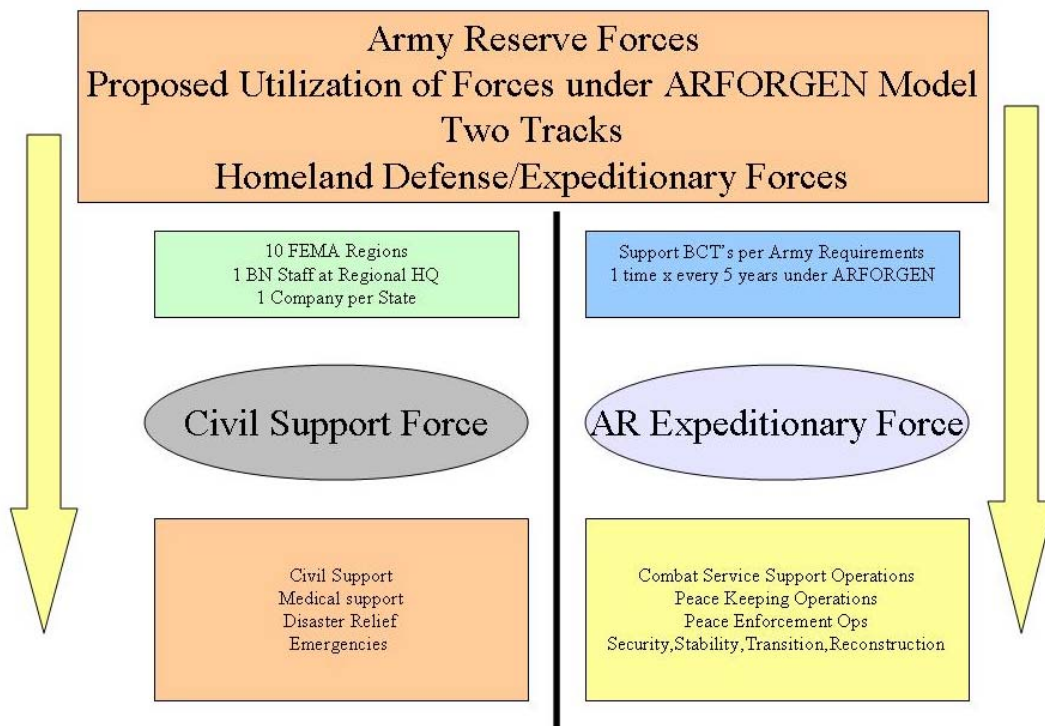 Army Reserve Forces
Proposed Utilization of Forces under ARFORGEN Model
Two Tracks
Homeland Defense/Expeditionary Forces
10 FEMA Regions
1 BN Staff at Regional HQ
1 Company per State
Support BCT's per Army Requirements
1 time x every 5 years under ARFORGEN
Civil Support Force
AR Expeditionary Force
Civil Support
Medical support
Disaster Relief
Emergencies
Combat Service Support Operations
Peace Keeping Operations
Peace Enforcement Ops
Security,Stability,Transition,Reconstruction